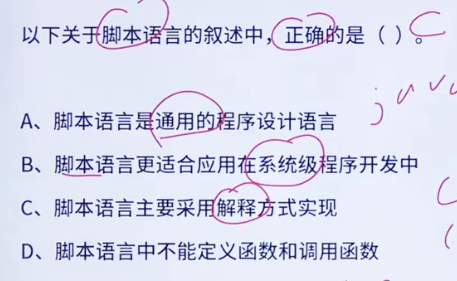 以下关于脚本语言的叙述中，正确的是（ ）。C
A、脚本语言是通用的程序设计语言
B、脚本语言更适合应用在系统级程序开发中
C、脚本语言主要采用解释方式实现
D、脚本语言中不能定义函数和调用函数